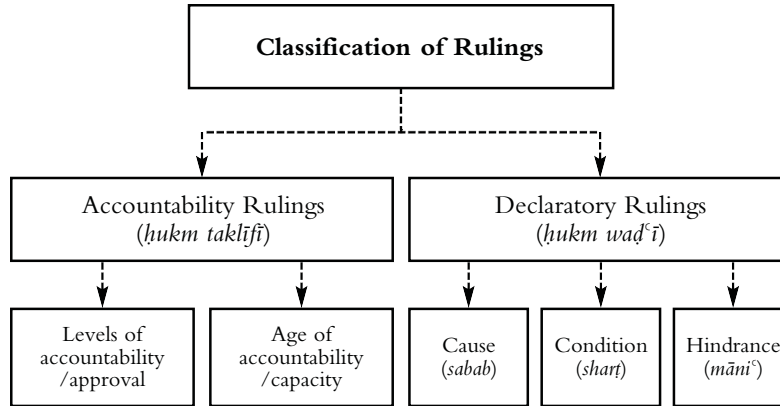 Classification of Rulings
Accountability Rulings
(ḥukm taklīfī)
Declaratory Rulings
(ḥukm waḍʿī)
Levels of
accountability
/approval
Age of
accountability
/capacity
Cause
(sabab)
Condition
(sharṭ)
Hindrance
(māniʿ)